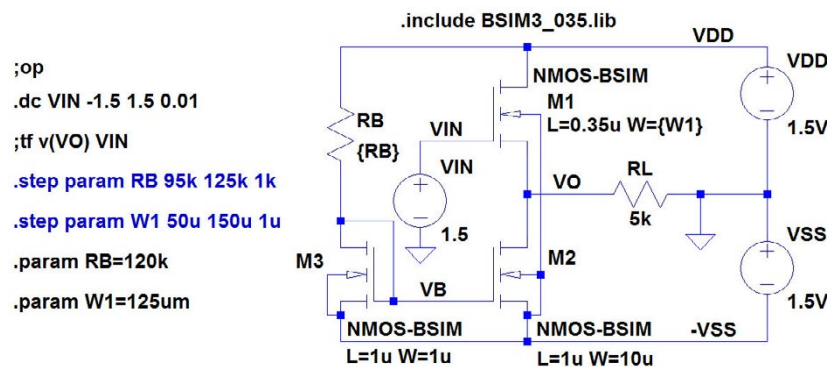 .include BSIM3_035.lib
;op
.dc VIN -1.5 1.5 0.01
;tf v(VO) VIN
.step param RB 95k 125k 1k
.step param W1 50u 150u 1u
.param RB=120k
.param W1=125um
VDD
VDD
1.5V
NMOS-BSIM
M1
L=0.35u W={W1}
RB
{RB}
VIN
VIN
1.5
VO
RL
5k
VSS
1.5V
M3
M2
VB
NMOS-BSIM
L=1u W=1u
NMOS-BSIM
L=1u W=10u
-VSS